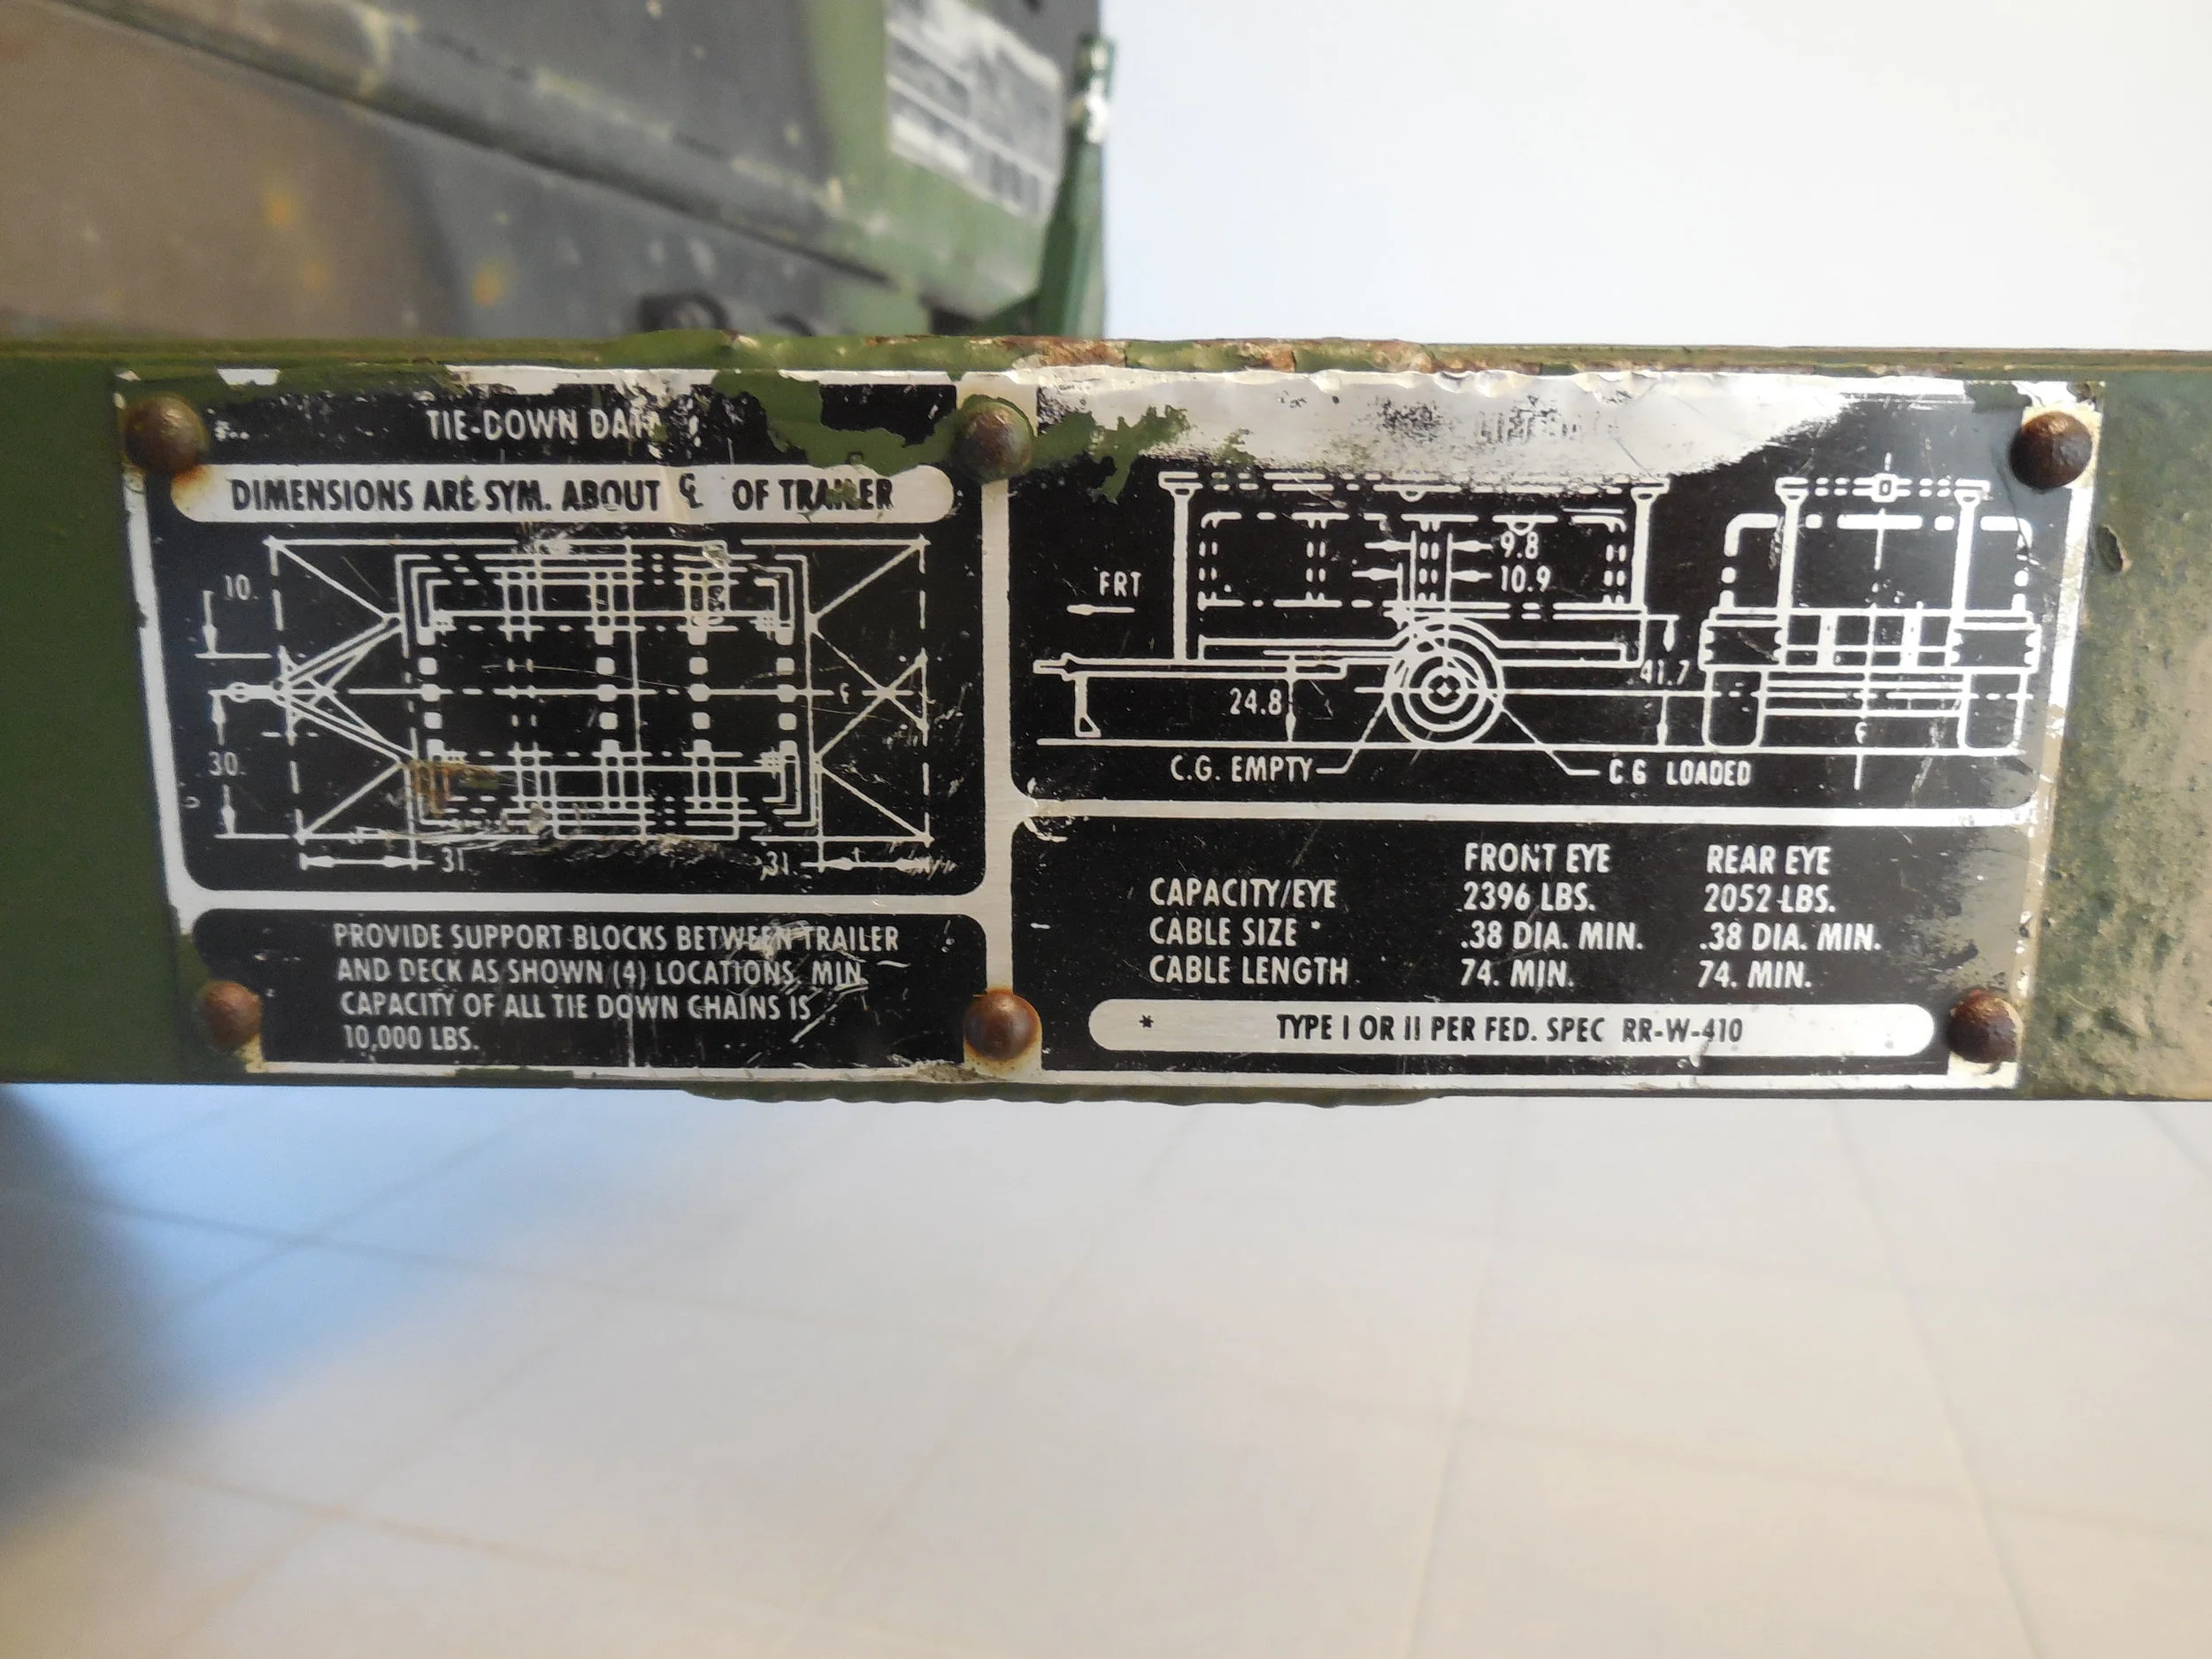 TIE-DOWN DATA
DIMENSIONS ARE SYM. ABOUT ℄ OF TRAILER
10.
30.
31.
31.
℄
PROVIDE SUPPORT BLOCKS BETWEEN TRAILER
AND DECK AS SHOWN (4) LOCATIONS, MIN
CAPACITY OF ALL TIE DOWN CHAINS IS
10,000 LBS.
9.8
10.9
FRT
41.7
24.8
℄
C.G. EMPTY
C.G LOADED
FRONT EYE REAR EYE
CAPACITY/EYE 2396 LBS. 2052 LBS.
CABLE SIZE * .38 DIA. MIN. .38 DIA. MIN.
CABLE LENGTH 74. MIN. 74. MIN.
* TYPE I OR II PER FED. SPEC RR-W-410